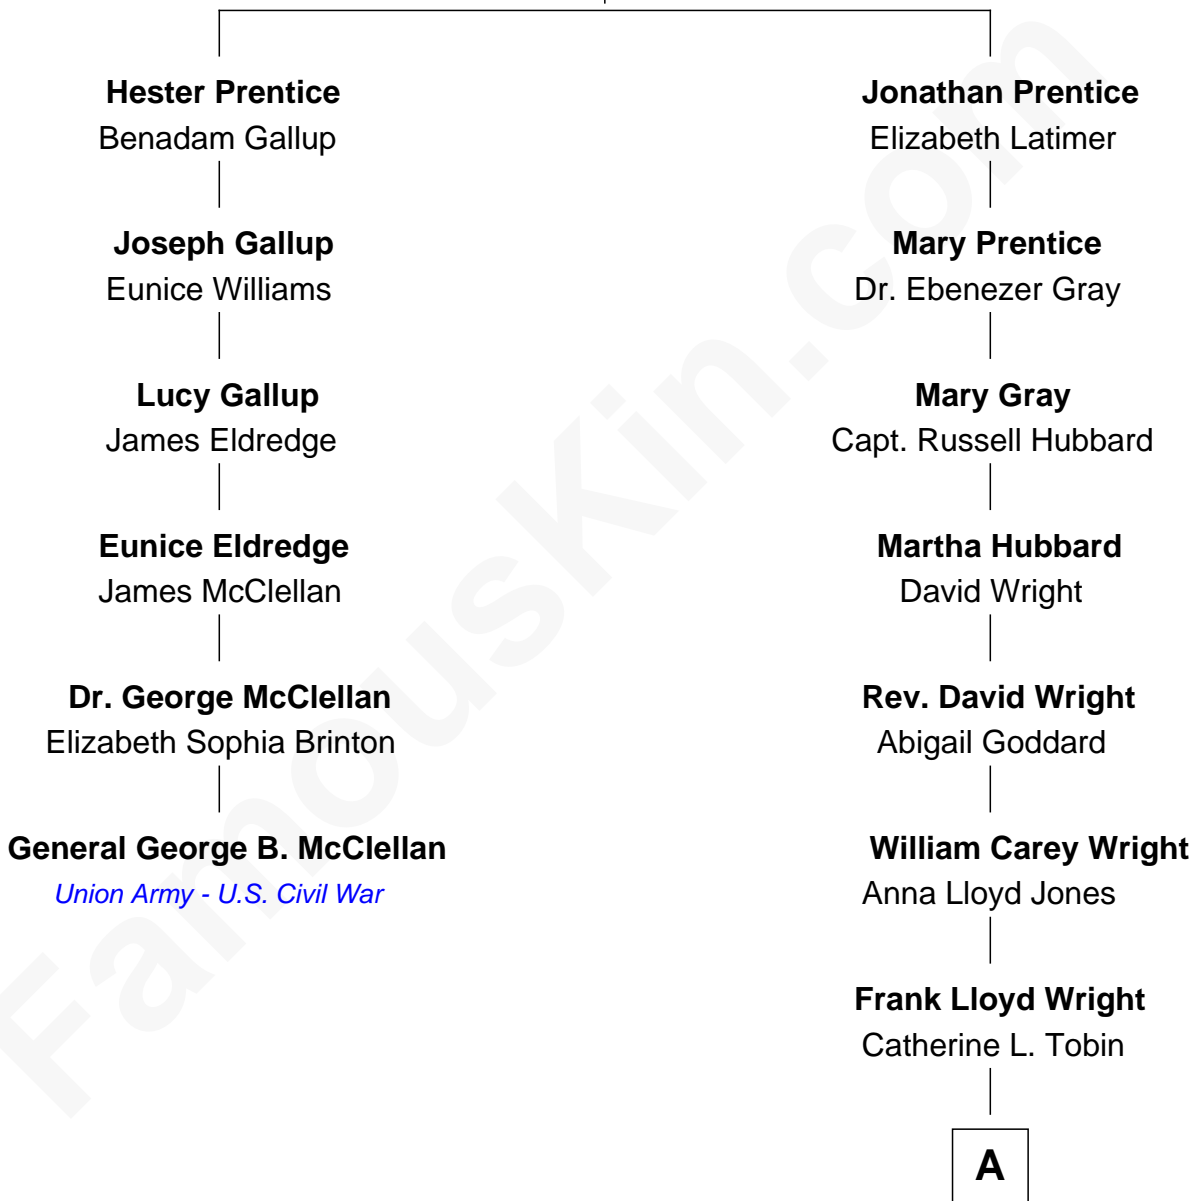 Hester Prentice
Benadam Gallup
Jonathan Prentice
Elizabeth Latimer
Joseph Gallup
Eunice Williams
Mary Prentice
Dr. Ebenezer Gray
Lucy Gallup
James Eldredge
Mary Gray
Capt. Russell Hubbard
Eunice Eldredge
James McClellan
Martha Hubbard
David Wright
Dr. George McClellan
Elizabeth Sophia Brinton
Rev. David Wright
Abigail Goddard
General George B. McClellan
Union Army - U.S. Civil War
William Carey Wright
Anna Lloyd Jones
Frank Lloyd Wright
Catherine L. Tobin
A
FamousKin.com